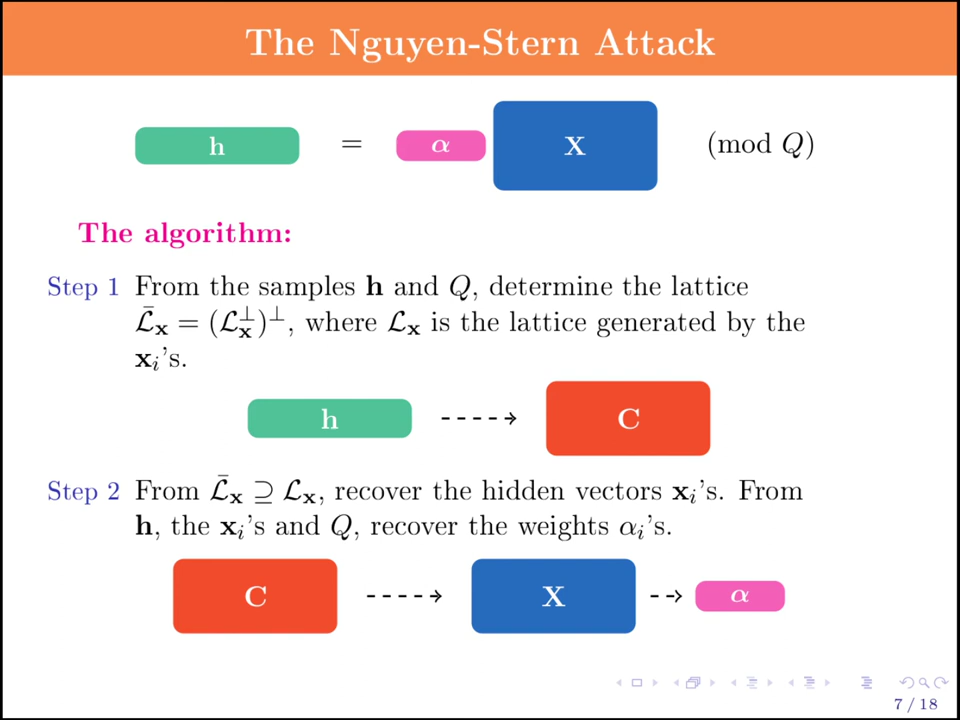 The Nguyen-Stern Attack
h = α X (mod Q)
The algorithm:
Step 1 From the samples h and Q, determine the lattice
ℒ̄ₓ = (ℒₓ^⊥)^⊥, where ℒₓ is the lattice generated by the
xᵢ's.
h ----> C
Step 2 From ℒ̄ₓ ⊇ ℒₓ, recover the hidden vectors xᵢ's. From
h, the xᵢ's and Q, recover the weights αᵢ's.
C ----> X --> α
7 / 18